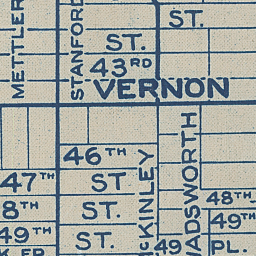 METTLER
STANFORD
ST.
ST.
43RD
VERNON
46TH
47TH
ST
McKINLEY
WADSWORTH
48TH
8TH
ST.
49TH
49TH
ST.
49
PL.